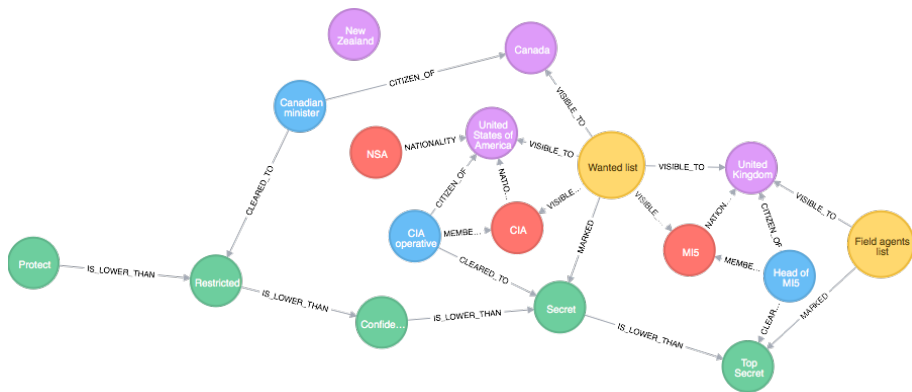 New
Zealand
Canada
CITIZEN_OF
Canadian
minister
VISIBLE_TO
United
States of
America
NSA
NATIONALITY
VISIBLE_TO
Wanted list
VISIBLE_TO
United
Kingdom
CLEARED_TO
CITIZEN_OF
NATIO...
VISIBLE...
VISIBLE...
NATION...
CITIZEN_OF
VISIBLE_TO
CIA
operative
MEMBE...
CIA
MARKED
MI5
MEMBE...
Head of
MI5
Field agents
list
Protect
IS_LOWER_THAN
Restricted
CLEARED_TO
IS_LOWER_THAN
Confide...
IS_LOWER_THAN
Secret
IS_LOWER_THAN
CLEAR...
MARKED
Top
Secret